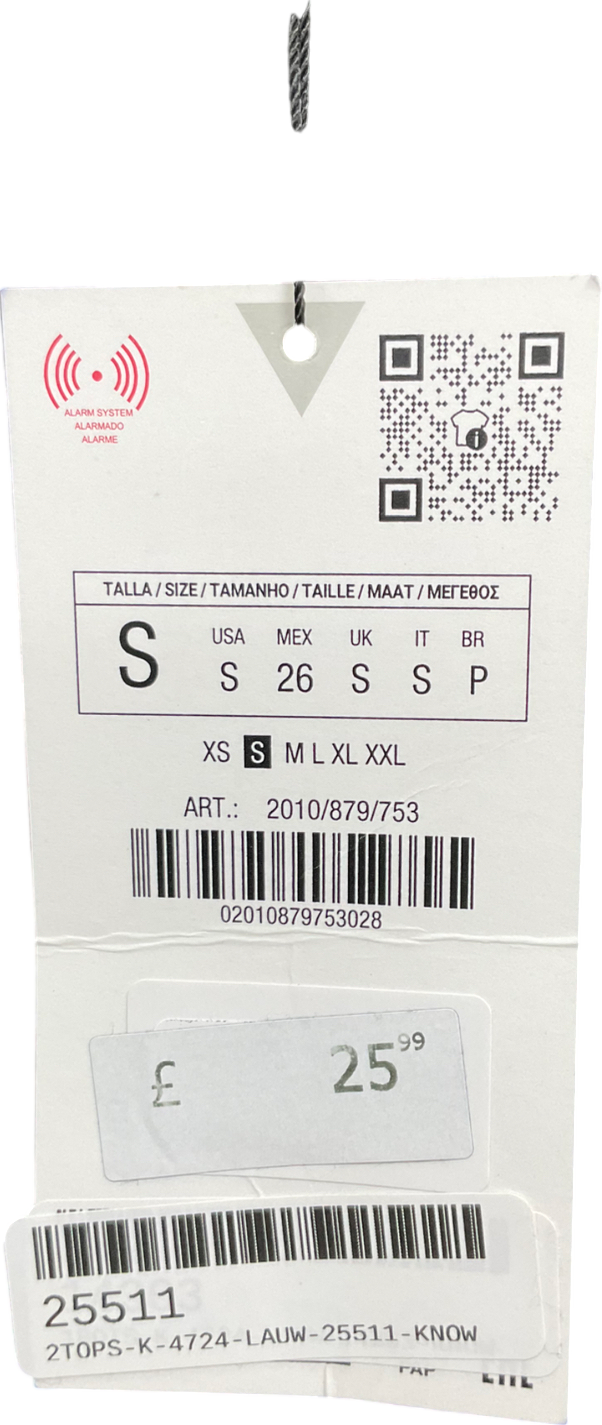 ALARM SYSTEM
ALARMADO
ALARME
i
TALLA / SIZE / TAMANHO / TAILLE / MAAT / ΜΕΓΕΘΟΣ
S
USA MEX UK IT BR
S 26 S S P
XS S M L XL XXL
ART.: 2010/879/753
02010879753028
£ 25⁹⁹
25511
2TOPS-K-4724-LAUW-25511-KNOW
PAP